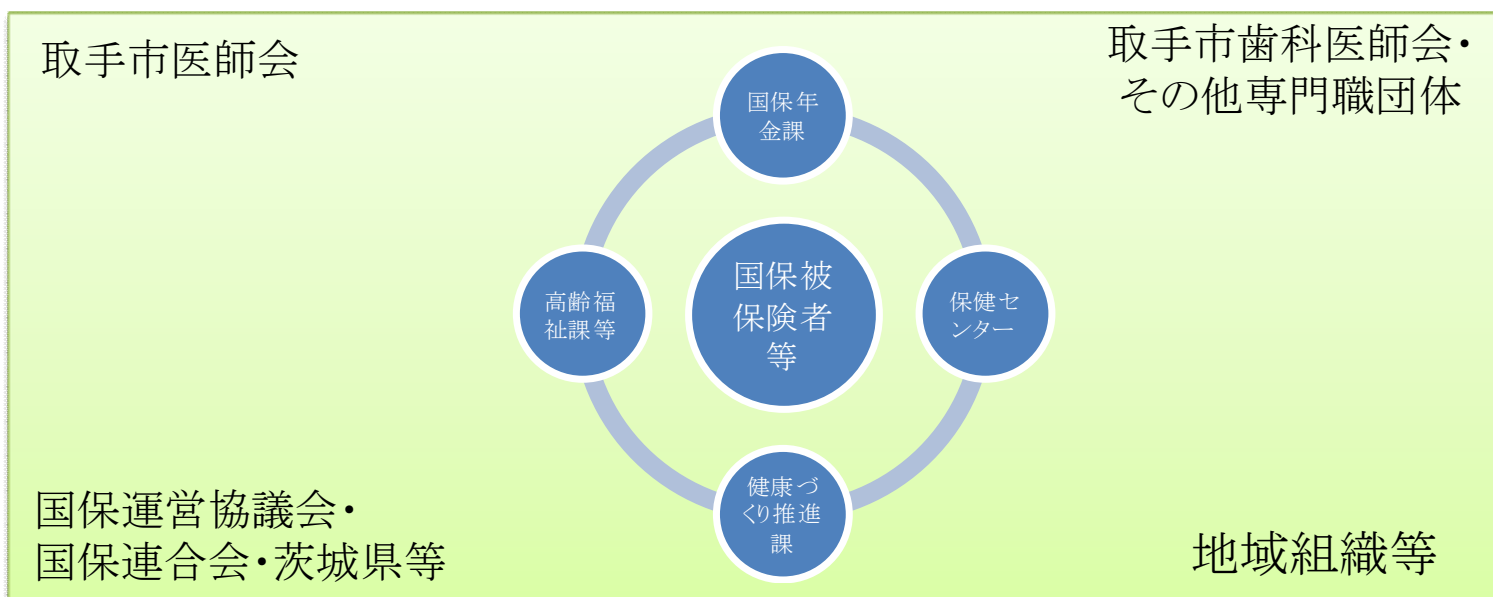 取手市医師会
取手市歯科医師会・
その他専門職団体
国保年
金課
高齢福
祉課等
国保被
保険者
等
保健セ
ンター
健康づ
くり推進
課
国保運営協議会・
国保連合会・茨城県等
地域組織等